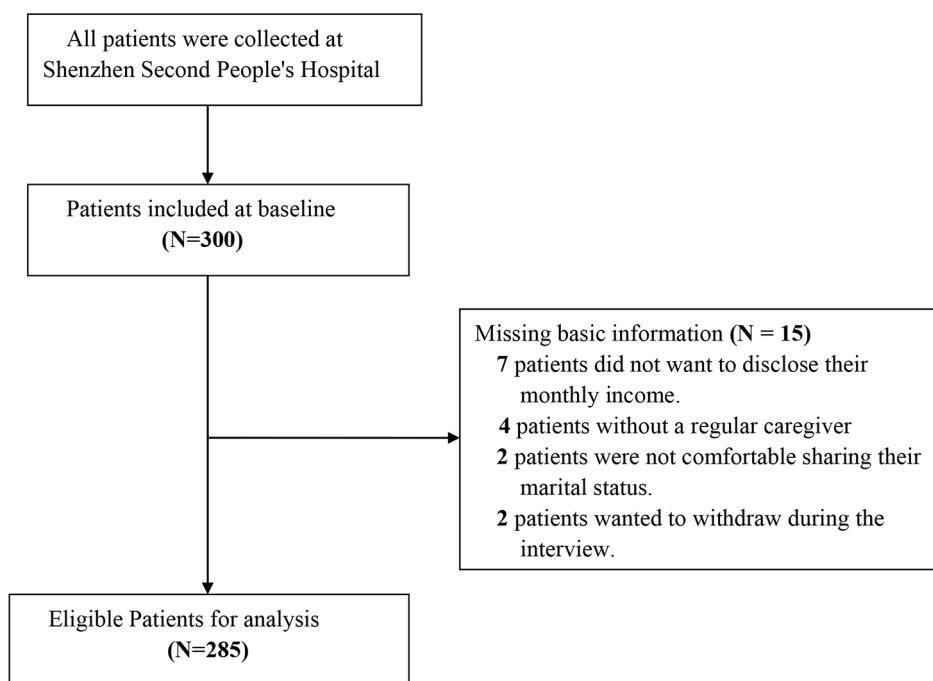 All patients were collected at
Shenzhen Second People's Hospital
Patients included at baseline
(N=300)
Missing basic information (N = 15)
7 patients did not want to disclose their
monthly income.
4 patients without a regular caregiver
2 patients were not comfortable sharing their
marital status.
2 patients wanted to withdraw during the
interview.
Eligible Patients for analysis
(N=285)